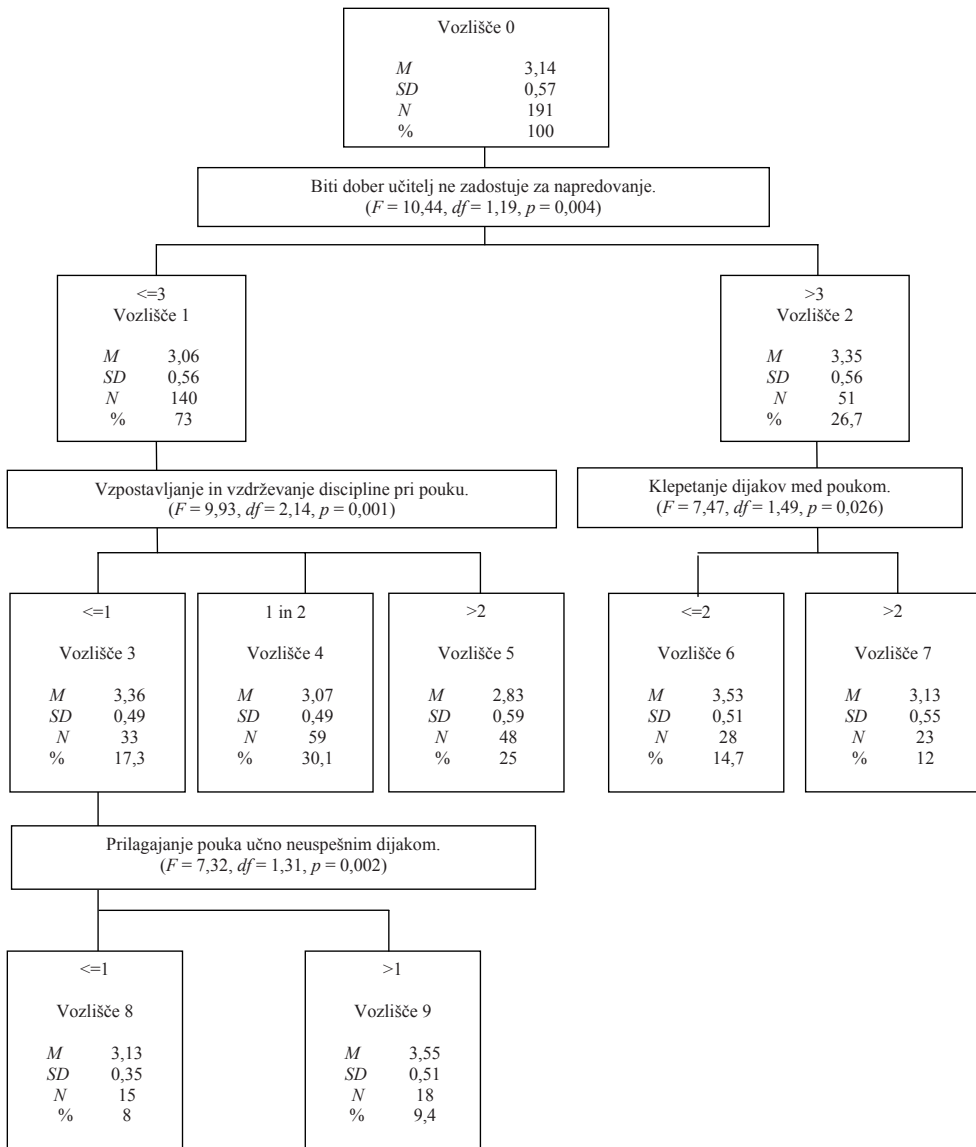 Vozlišče 0
M 3,14
SD 0,57
N 191
% 100
Biti dober učitelj ne zadostuje za napredovanje.
(F = 10,44, df = 1,19, p = 0,004)
<=3
Vozlišče 1
M 3,06
SD 0,56
N 140
% 73
>3
Vozlišče 2
M 3,35
SD 0,56
N 51
% 26,7
Vzpostavljanje in vzdrževanje discipline pri pouku.
(F = 9,93, df = 2,14, p = 0,001)
Klepetanje dijakov med poukom.
(F = 7,47, df = 1,49, p = 0,026)
<=1
Vozlišče 3
M 3,36
SD 0,49
N 33
% 17,3
1 in 2
Vozlišče 4
M 3,07
SD 0,49
N 59
% 30,1
>2
Vozlišče 5
M 2,83
SD 0,59
N 48
% 25
<=2
Vozlišče 6
M 3,53
SD 0,51
N 28
% 14,7
>2
Vozlišče 7
M 3,13
SD 0,55
N 23
% 12
Prilagajanje pouka učno neuspešnim dijakom.
(F = 7,32, df = 1,31, p = 0,002)
<=1
Vozlišče 8
M 3,13
SD 0,35
N 15
% 8
>1
Vozlišče 9
M 3,55
SD 0,51
N 18
% 9,4